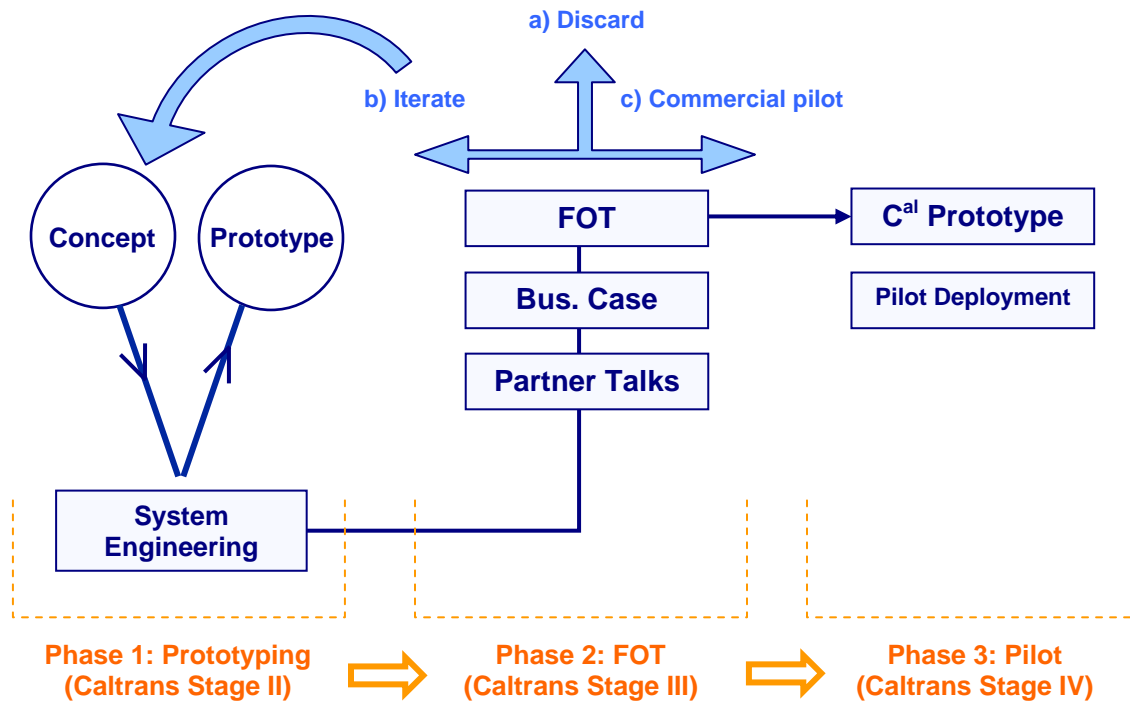 a) Discard
b) Iterate
c) Commercial pilot
Concept
Prototype
FOT
C^al Prototype
Bus. Case
Pilot Deployment
Partner Talks
System
Engineering
Phase 1: Prototyping
(Caltrans Stage II)
Phase 2: FOT
(Caltrans Stage III)
Phase 3: Pilot
(Caltrans Stage IV)